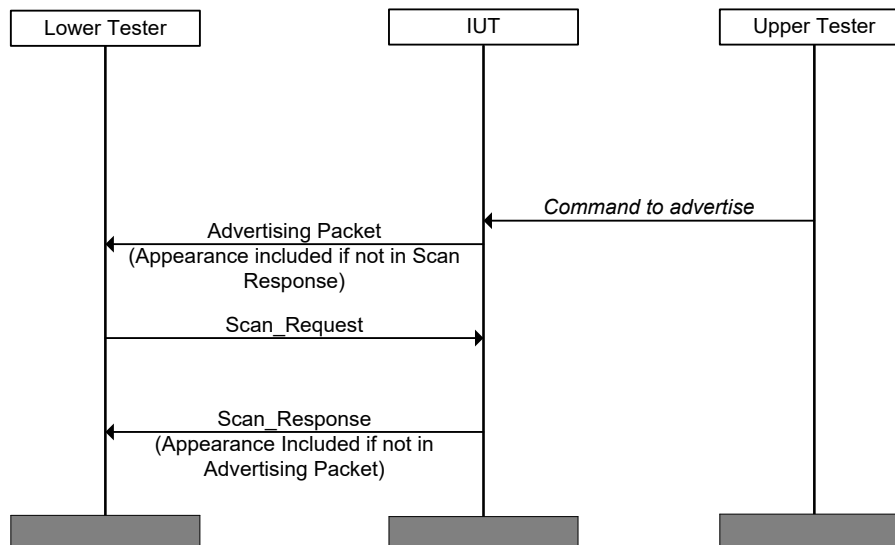 Lower Tester
IUT
Upper Tester
Command to advertise
Advertising Packet
(Appearance included if not in Scan
Response)
Scan_Request
Scan_Response
(Appearance Included if not in
Advertising Packet)